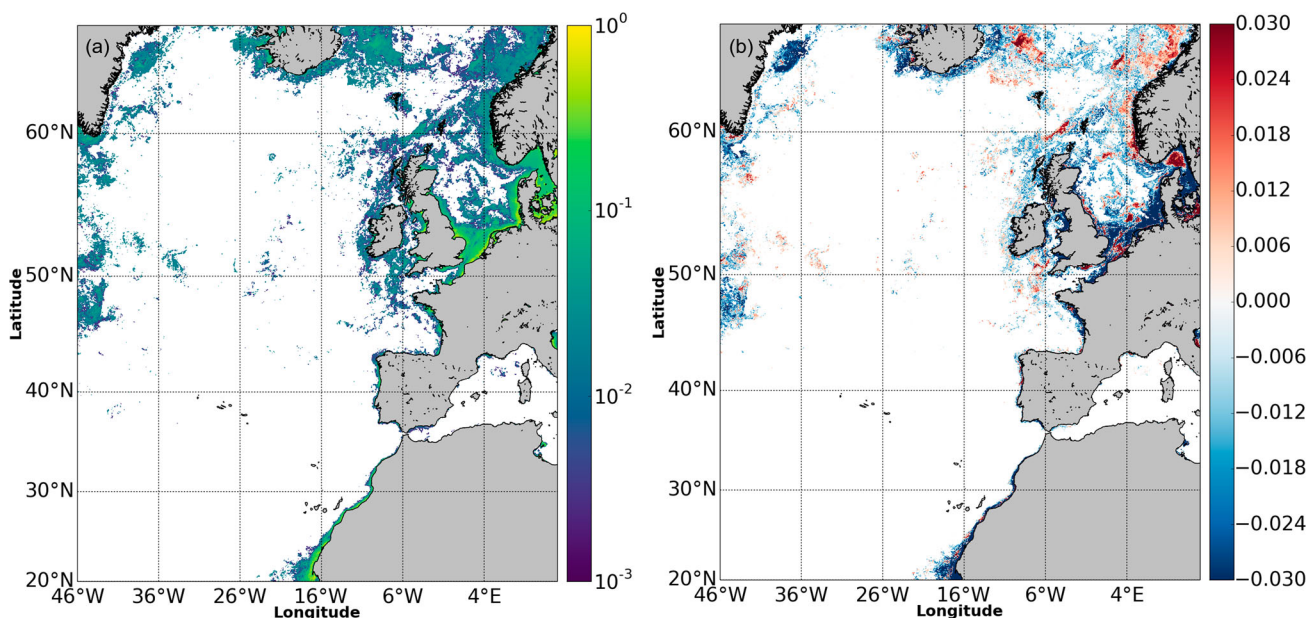 (a)
60°N
50°N
40°N
30°N
20°N
Latitude
46°W 36°W 26°W 16°W 6°W 4°E
Longitude
10⁰
10⁻¹
10⁻²
10⁻³
(b)
60°N
50°N
40°N
30°N
20°N
Latitude
46°W 36°W 26°W 16°W 6°W 4°E
Longitude
0.030
0.024
0.018
0.012
0.006
0.000
−0.006
−0.012
−0.018
−0.024
−0.030